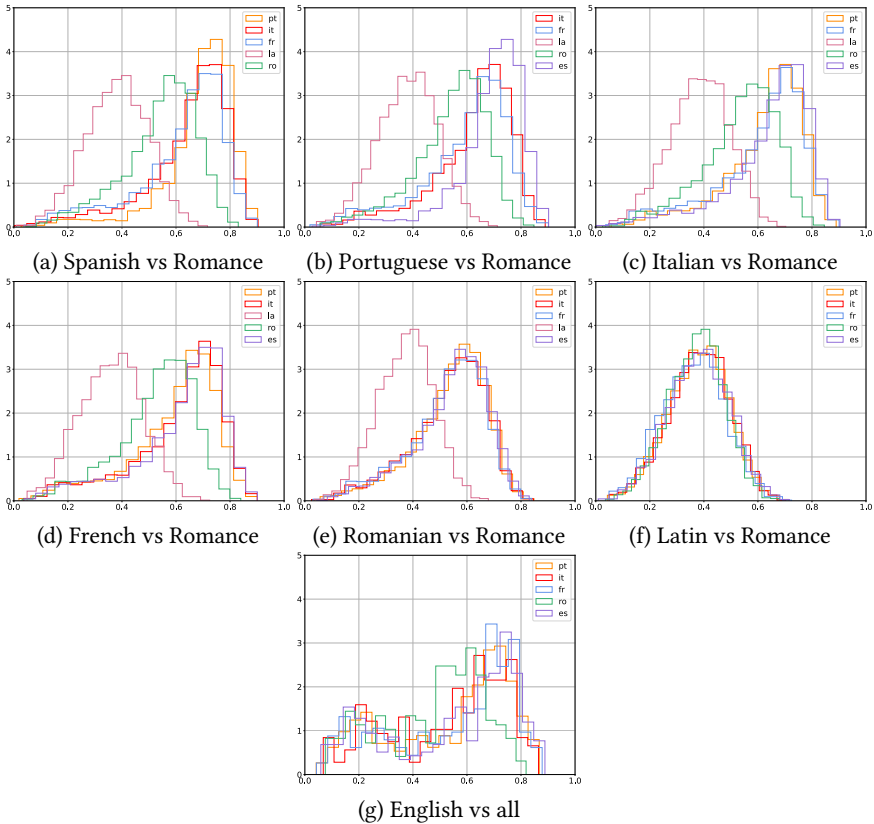 5
4
3
2
1
0
0.0 0.2 0.4 0.6 0.8 1.0
pt
it
fr
la
ro
(a) Spanish vs Romance
5
4
3
2
1
0
0.0 0.2 0.4 0.6 0.8 1.0
it
fr
la
ro
es
(b) Portuguese vs Romance
5
4
3
2
1
0
0.0 0.2 0.4 0.6 0.8 1.0
pt
fr
la
ro
es
(c) Italian vs Romance
5
4
3
2
1
0
0.0 0.2 0.4 0.6 0.8 1.0
pt
it
la
ro
es
(d) French vs Romance
5
4
3
2
1
0
0.0 0.2 0.4 0.6 0.8 1.0
pt
it
fr
la
es
(e) Romanian vs Romance
5
4
3
2
1
0
0.0 0.2 0.4 0.6 0.8 1.0
pt
it
fr
ro
es
(f) Latin vs Romance
5
4
3
2
1
0
0.0 0.2 0.4 0.6 0.8 1.0
pt
it
fr
ro
es
(g) English vs all